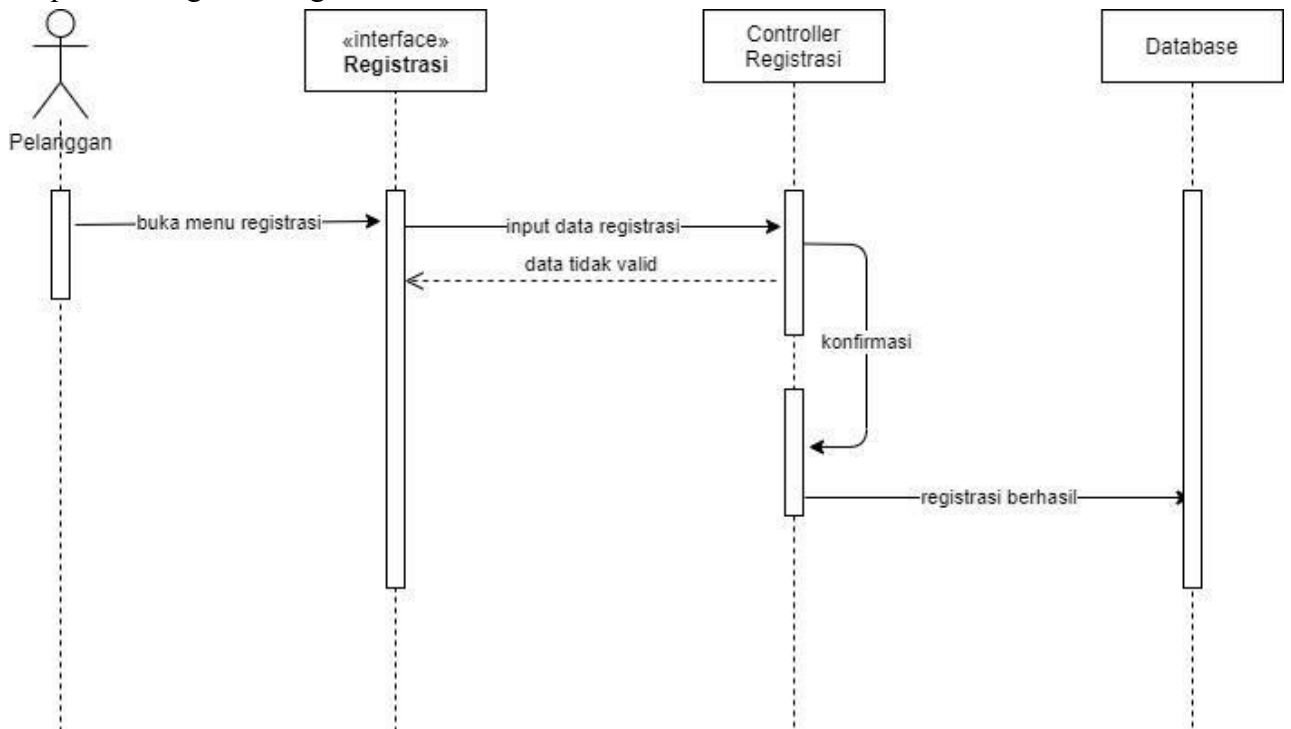 «interface»
Registrasi
Controller
Registrasi
Database
Pelanggan
buka menu registrasi
input data registrasi
data tidak valid
konfirmasi
registrasi berhasil